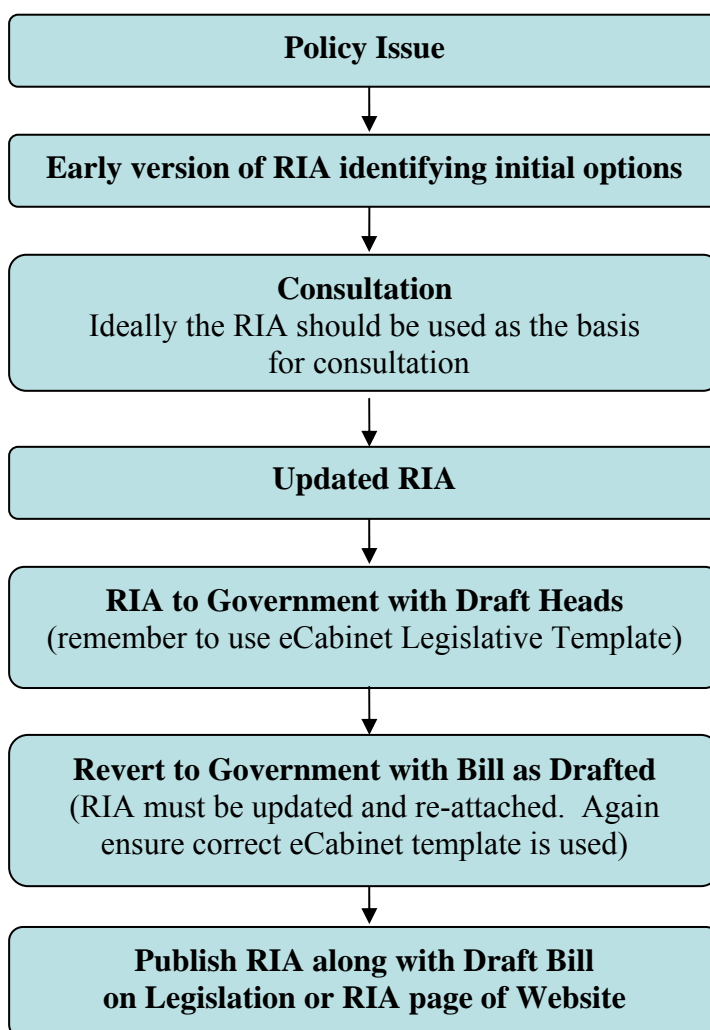 Policy Issue
Early version of RIA identifying initial options
Consultation
Ideally the RIA should be used as the basis
for consultation
Updated RIA
RIA to Government with Draft Heads
(remember to use eCabinet Legislative Template)
Revert to Government with Bill as Drafted
(RIA must be updated and re-attached.  Again
ensure correct eCabinet template is used)
Publish RIA along with Draft Bill
on Legislation or RIA page of Website